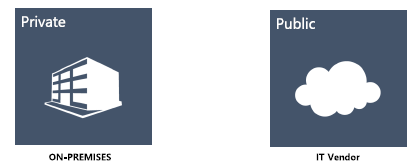 Private
Public
ON-PREMISES
IT Vendor